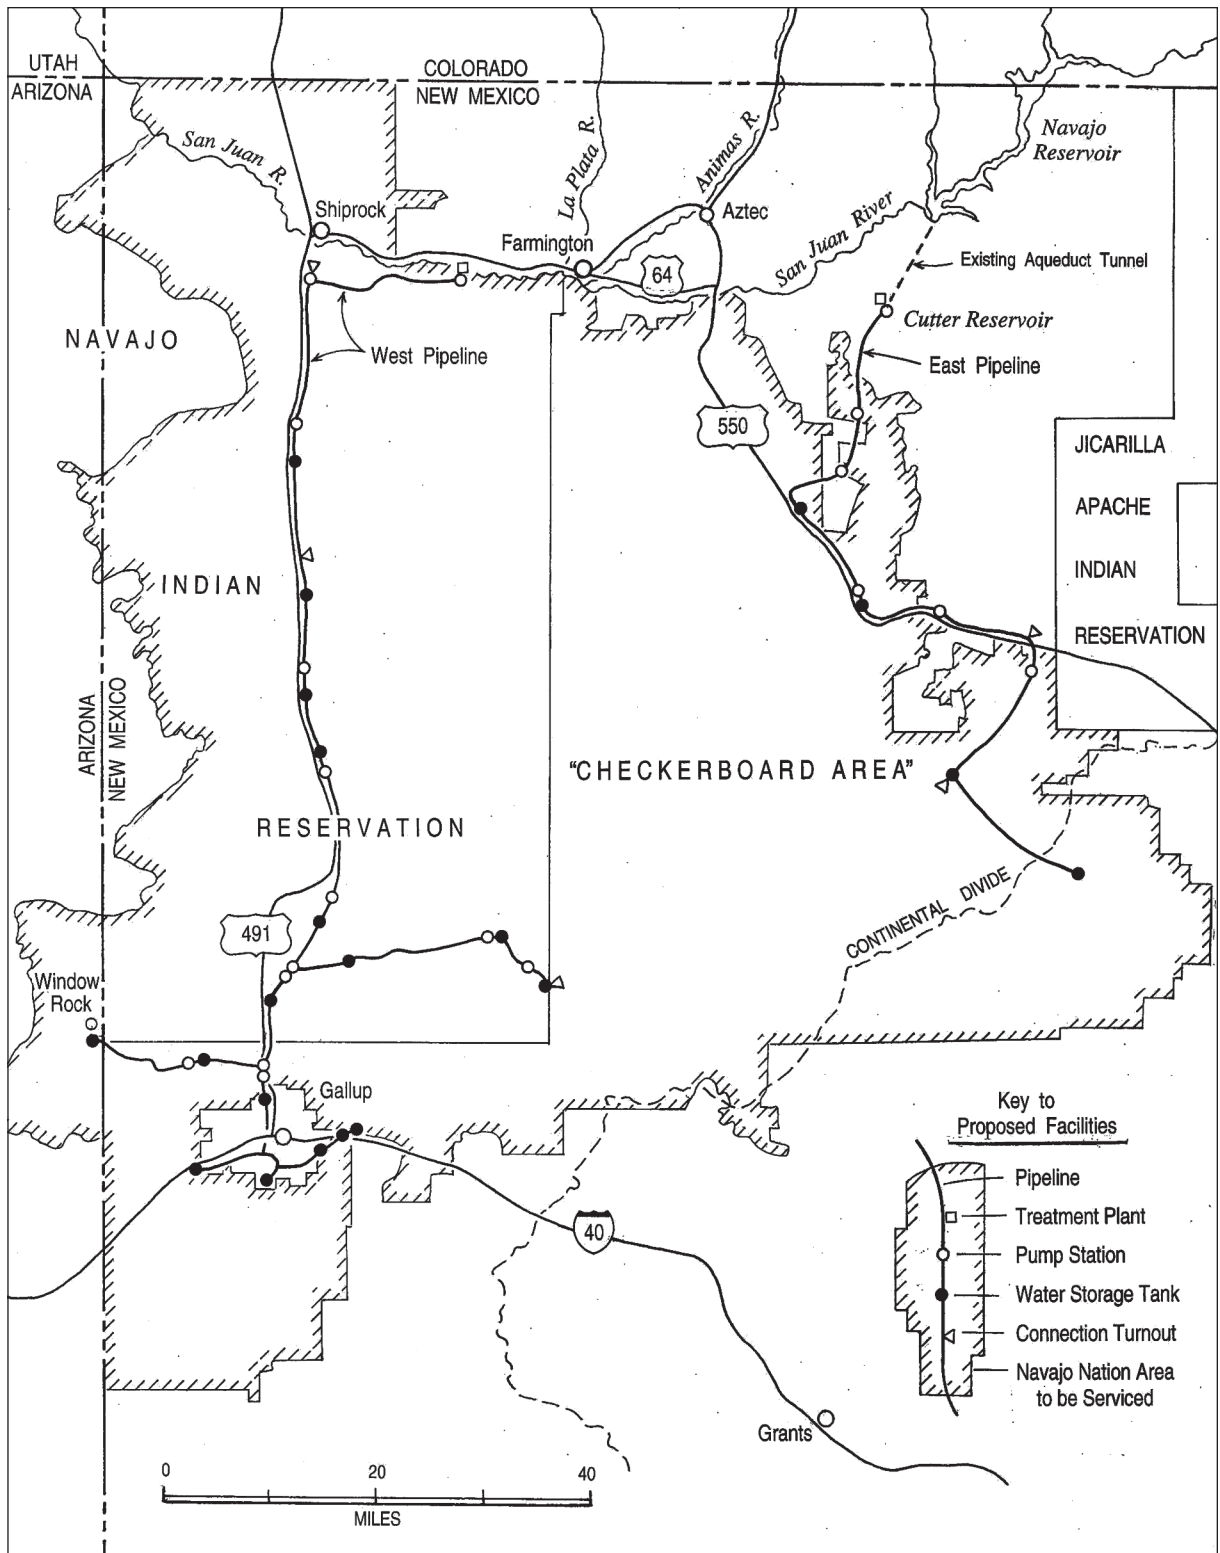 UTAH
ARIZONA
COLORADO
NEW MEXICO
San Juan R.
La Plata R.
Animas R.
Navajo
Reservoir
Shiprock
Aztec
Farmington
San Juan River
64
Existing Aqueduct Tunnel
Cutter Reservoir
NAVAJO
West Pipeline
East Pipeline
550
JICARILLA
APACHE
INDIAN
RESERVATION
INDIAN
ARIZONA
NEW MEXICO
"CHECKERBOARD AREA"
RESERVATION
CONTINENTAL DIVIDE
491
Window
Rock
Gallup
Key to
Proposed Facilities
Pipeline
Treatment Plant
Pump Station
Water Storage Tank
Connection Turnout
Navajo Nation Area
to be Serviced
40
Grants
0 20 40
MILES